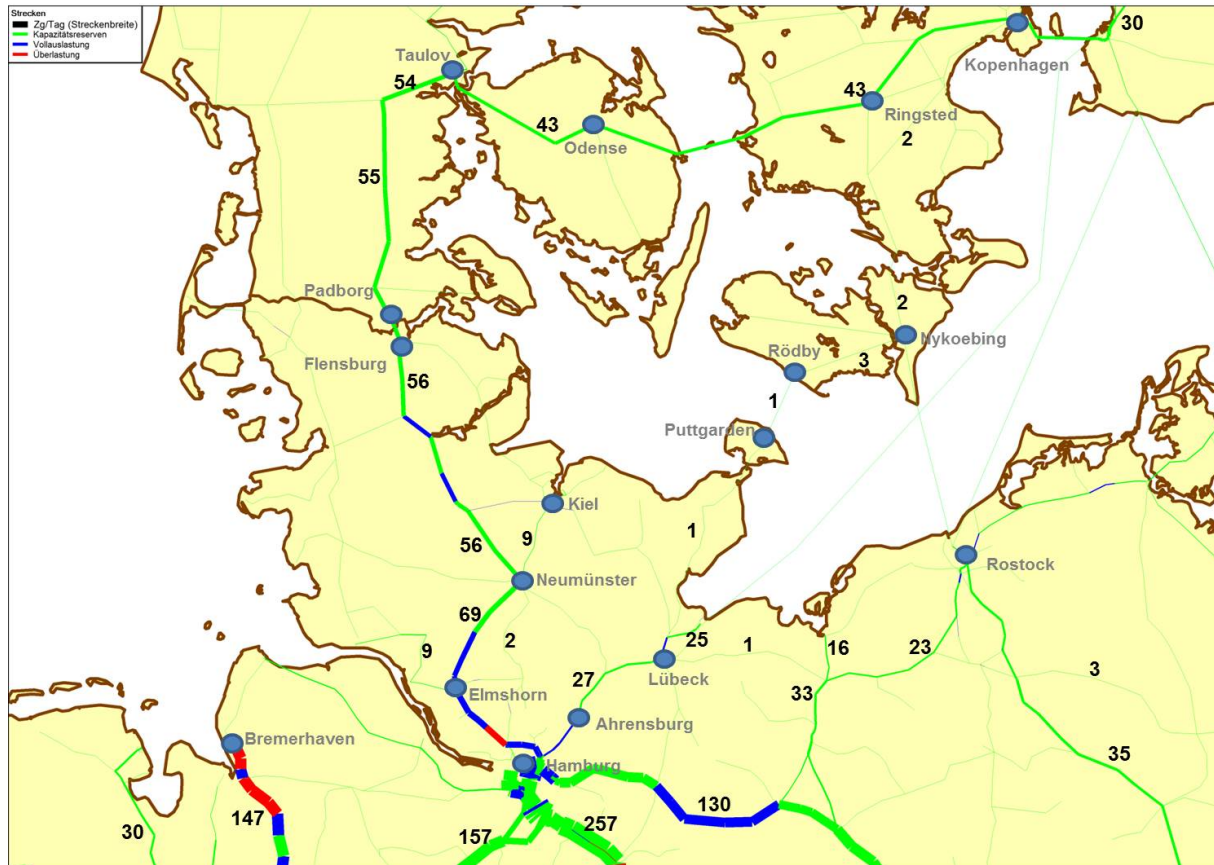 Strecken
Zg/Tag (Streckenbreite)
Kapazitätsreserven
Vollauslastung
Überlastung
30
Kopenhagen
Taulov
54
43
Ringsted
43
Odense
2
55
Padborg
2
Nykoebing
Flensburg
Rödby
3
56
1
Puttgarden
Kiel
1
56
9
Neumünster
Rostock
69
2
25
1
16
23
9
Lübeck
3
27
33
Elmshorn
Ahrensburg
Bremerhaven
35
Hamburg
147
130
30
157
257